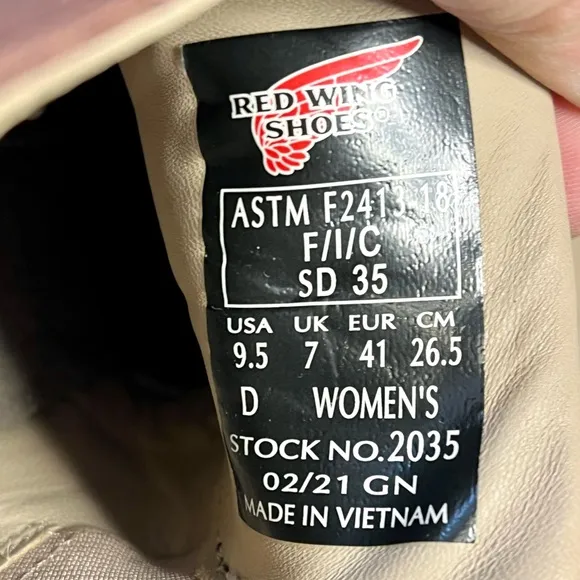 RED WING
SHOES®
ASTM F2413-18
F/I/C
SD 35
USA UK EUR CM
9.5 7 41 26.5
D WOMEN'S
STOCK NO. 2035
02/21 GN
MADE IN VIETNAM